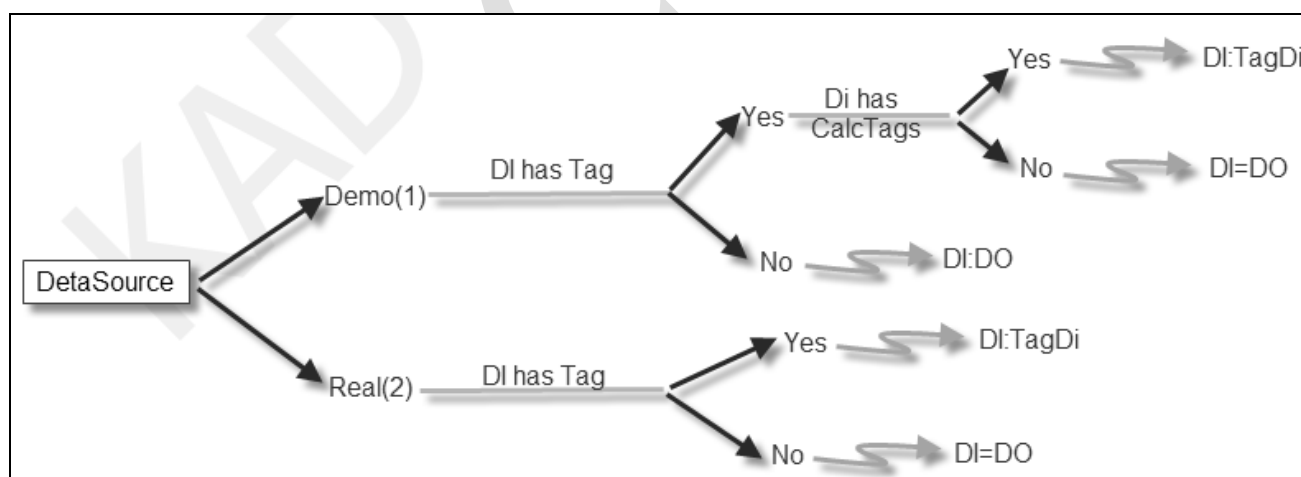 Yes
DI:TagDi
Di has
CalcTags
Yes
No
DI=DO
DI has Tag
Demo(1)
No
DI:DO
DetaSource
Yes
DI:TagDi
DI has Tag
Real(2)
No
DI=DO
KAD